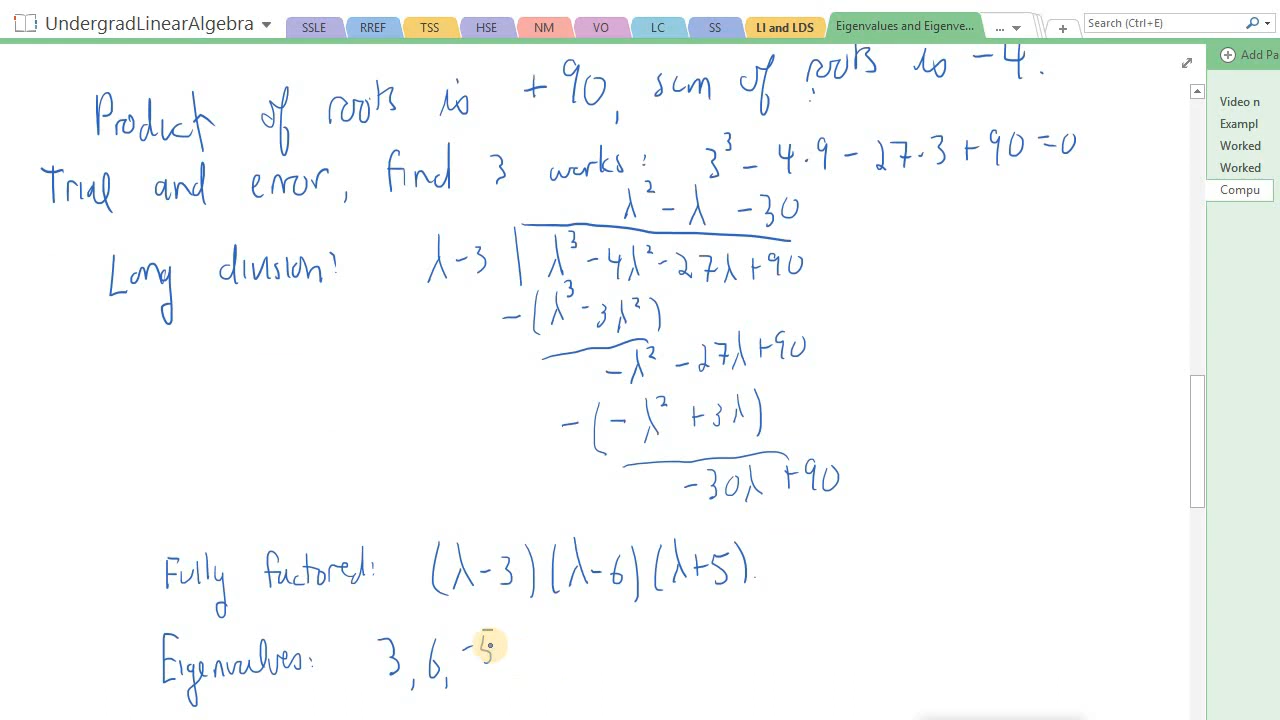 UndergradLinearAlgebra
SSLE RREF TSS HSE NM VO LC SS LI and LDS Eigenvalues and Eigenve... ... +
Search (Ctrl+E)
Add Pa
Video n
Exampl
Worked
Worked
Compu
Product of roots is +90, sum of roots is -4.
Trial and error, find 3 works: 3³ - 4·9 - 27·3 + 90 = 0
λ² - λ - 30
Long division: λ-3 λ³ - 4λ² - 27λ + 90
-(λ³ - 3λ²)
-λ² - 27λ + 90
-(-λ² + 3λ)
-30λ + 90
Fully factored: (λ-3)(λ-6)(λ+5).
Eigenvalues: 3, 6, -5